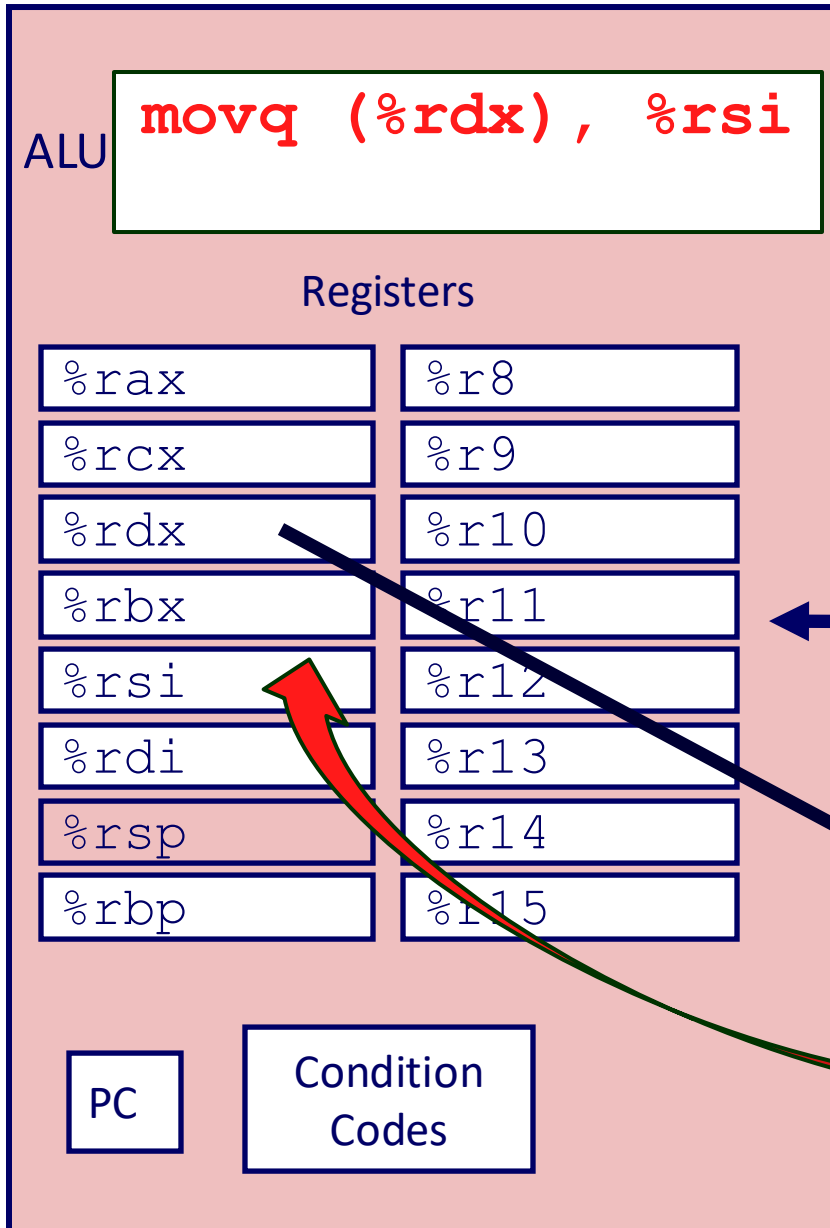 movq (%rdx), %rsi
ALU
Registers
%rax
%r8
%rcx
%r9
%rdx
%r10
%rbx
%r11
%rsi
%r12
%rdi
%r13
%rsp
%r14
%rbp
%r15
PC
Condition
Codes